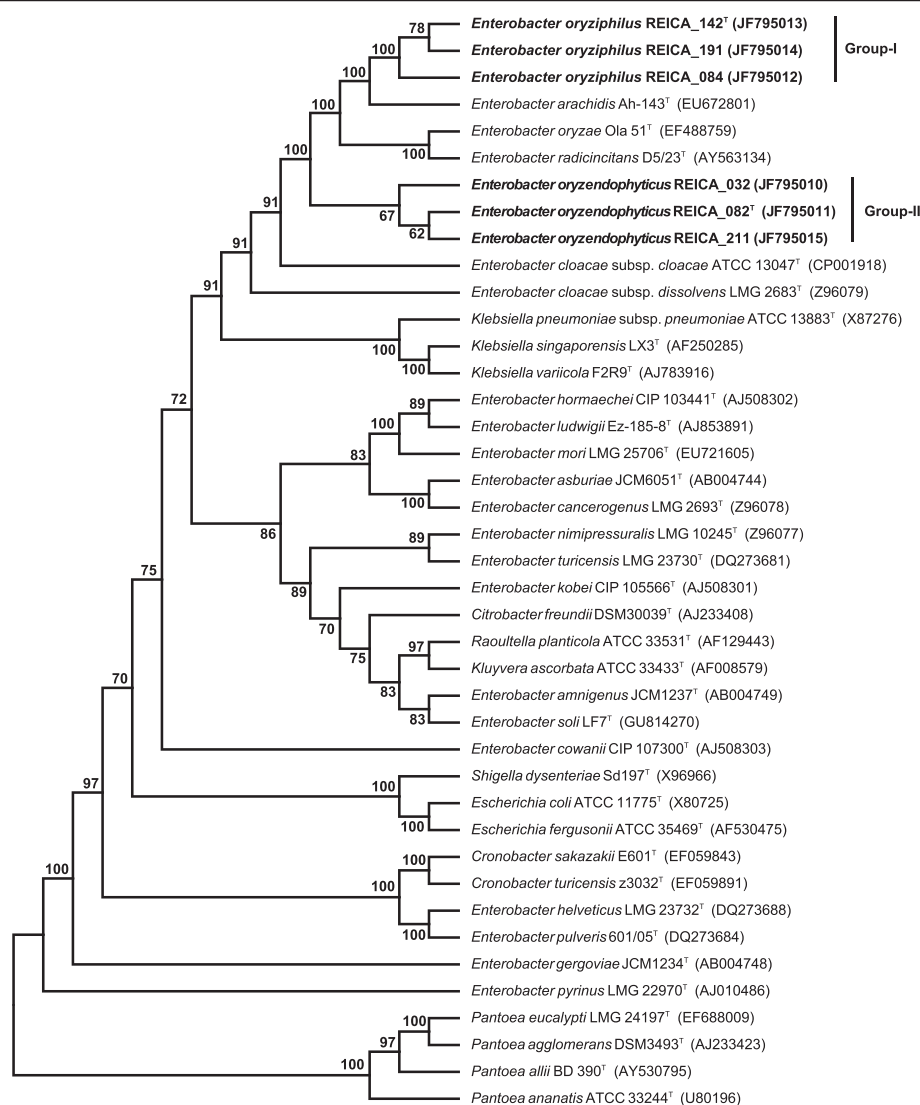 78 Enterobacter oryziphilus REICA_142ᵀ (JF795013)
100 Enterobacter oryziphilus REICA_191 (JF795014) Group-I
100 Enterobacter oryziphilus REICA_084 (JF795012)
100 Enterobacter arachidis Ah-143ᵀ (EU672801)
Enterobacter oryzae Ola 51ᵀ (EF488759)
100 100 Enterobacter radicincitans D5/23ᵀ (AY563134)
Enterobacter oryzendophyticus REICA_032 (JF795010)
91 67 Enterobacter oryzendophyticus REICA_082ᵀ (JF795011) Group-II
91 62 Enterobacter oryzendophyticus REICA_211 (JF795015)
Enterobacter cloacae subsp. cloacae ATCC 13047ᵀ (CP001918)
91 Enterobacter cloacae subsp. dissolvens LMG 2683ᵀ (Z96079)
Klebsiella pneumoniae subsp. pneumoniae ATCC 13883ᵀ (X87276)
100 Klebsiella singaporensis LX3ᵀ (AF250285)
100 Klebsiella variicola F2R9ᵀ (AJ783916)
72 89 Enterobacter hormaechei CIP 103441ᵀ (AJ508302)
100 Enterobacter ludwigii Ez-185-8ᵀ (AJ853891)
83 Enterobacter mori LMG 25706ᵀ (EU721605)
Enterobacter asburiae JCM6051ᵀ (AB004744)
100 Enterobacter cancerogenus LMG 2693ᵀ (Z96078)
86 89 Enterobacter nimipressuralis LMG 10245ᵀ (Z96077)
Enterobacter turicensis LMG 23730ᵀ (DQ273681)
75 89 Enterobacter kobei CIP 105566ᵀ (AJ508301)
70 Citrobacter freundii DSM30039ᵀ (AJ233408)
75 97 Raoultella planticola ATCC 33531ᵀ (AF129443)
Kluyvera ascorbata ATCC 33433ᵀ (AF008579)
70 83 Enterobacter amnigenus JCM1237ᵀ (AB004749)
83 Enterobacter soli LF7ᵀ (GU814270)
Enterobacter cowanii CIP 107300ᵀ (AJ508303)
97 100 Shigella dysenteriae Sd197ᵀ (X96966)
Escherichia coli ATCC 11775ᵀ (X80725)
100 Escherichia fergusonii ATCC 35469ᵀ (AF530475)
100 100 Cronobacter sakazakii E601ᵀ (EF059843)
100 Cronobacter turicensis z3032ᵀ (EF059891)
Enterobacter helveticus LMG 23732ᵀ (DQ273688)
100 Enterobacter pulveris 601/05ᵀ (DQ273684)
Enterobacter gergoviae JCM1234ᵀ (AB004748)
Enterobacter pyrinus LMG 22970ᵀ (AJ010486)
100 Pantoea eucalypti LMG 24197ᵀ (EF688009)
97 Pantoea agglomerans DSM3493ᵀ (AJ233423)
100 Pantoea allii BD 390ᵀ (AY530795)
Pantoea ananatis ATCC 33244ᵀ (U80196)